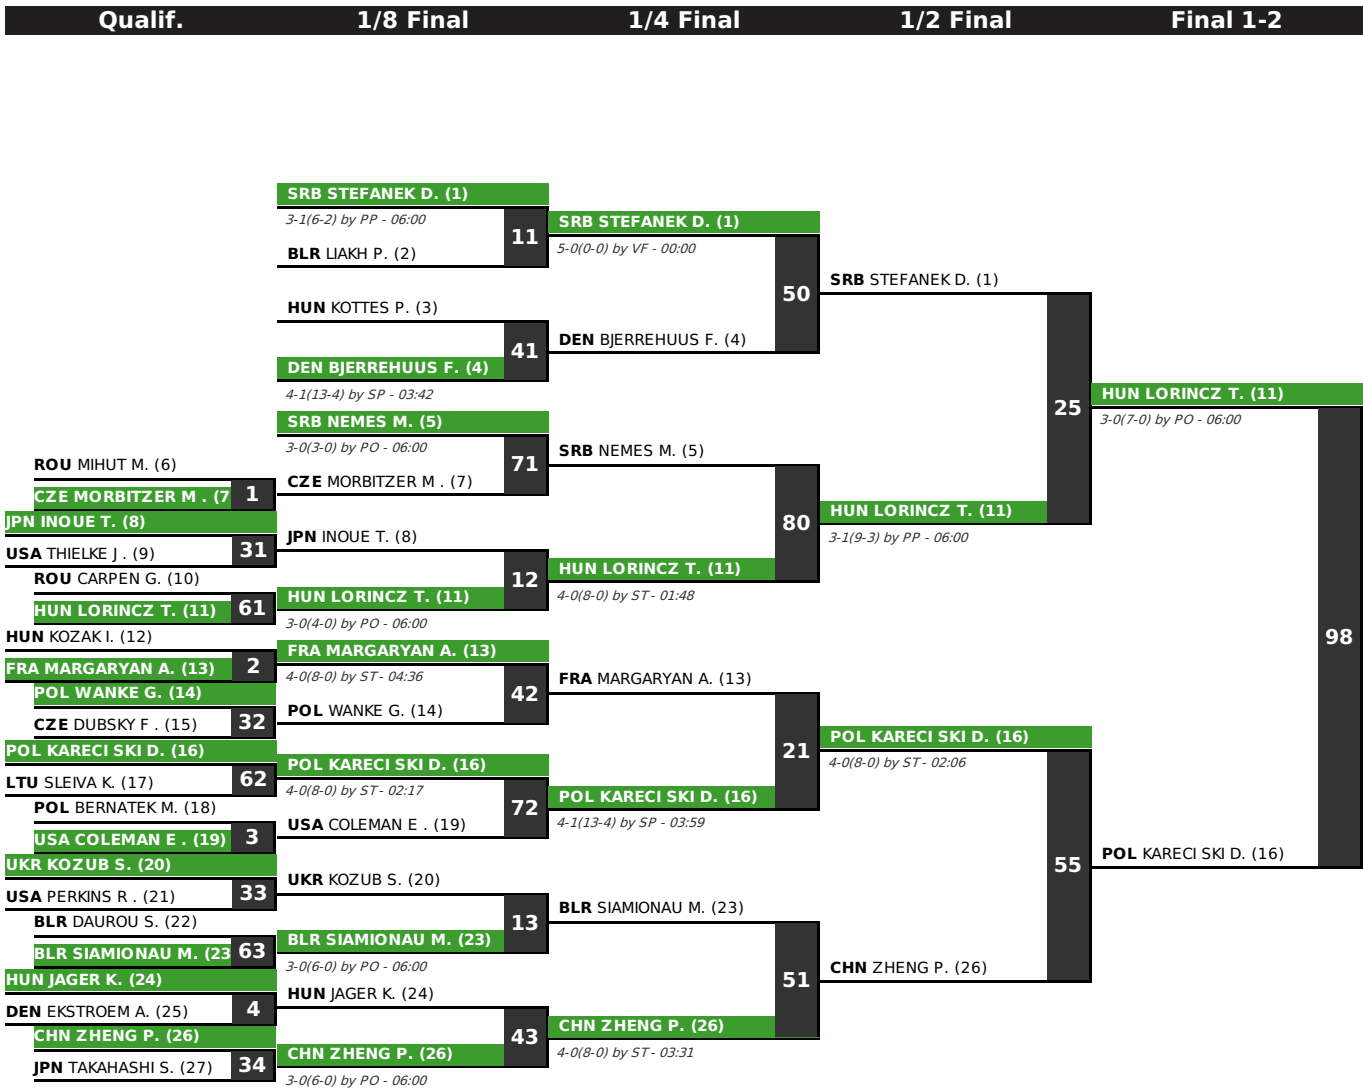 Qualif. 1/8 Final 1/4 Final 1/2 Final Final 1-2
ROU MIHUT M. (6)
1
CZE MORBITZER M . (7
JPN INOUE T. (8)
31
USA THIELKE J . (9)
ROU CARPEN G. (10)
61
HUN LORINCZ T. (11)
HUN KOZAK I. (12)
2
FRA MARGARYAN A. (13)
POL WANKE G. (14)
32
CZE DUBSKY F . (15)
POL KARECI SKI D. (16)
62
LTU SLEIVA K. (17)
POL BERNATEK M. (18)
3
USA COLEMAN E . (19)
UKR KOZUB S. (20)
33
USA PERKINS R . (21)
BLR DAUROU S. (22)
63
BLR SIAMIONAU M. (23
HUN JAGER K. (24)
4
DEN EKSTROEM A. (25)
CHN ZHENG P. (26)
34
JPN TAKAHASHI S. (27)
SRB STEFANEK D. (1)
3-1(6-2) by PP - 06:00
11
BLR LIAKH P. (2)
HUN KOTTES P. (3)
41
DEN BJERREHUUS F. (4)
4-1(13-4) by SP - 03:42
SRB NEMES M. (5)
3-0(3-0) by PO - 06:00
71
CZE MORBITZER M . (7)
JPN INOUE T. (8)
12
HUN LORINCZ T. (11)
3-0(4-0) by PO - 06:00
FRA MARGARYAN A. (13)
4-0(8-0) by ST - 04:36
42
POL WANKE G. (14)
POL KARECI SKI D. (16)
4-0(8-0) by ST - 02:17
72
USA COLEMAN E . (19)
UKR KOZUB S. (20)
13
BLR SIAMIONAU M. (23)
3-0(6-0) by PO - 06:00
HUN JAGER K. (24)
43
CHN ZHENG P. (26)
3-0(6-0) by PO - 06:00
SRB STEFANEK D. (1)
5-0(0-0) by VF - 00:00
50
DEN BJERREHUUS F. (4)
SRB NEMES M. (5)
80
HUN LORINCZ T. (11)
4-0(8-0) by ST - 01:48
FRA MARGARYAN A. (13)
21
POL KARECI SKI D. (16)
4-1(13-4) by SP - 03:59
BLR SIAMIONAU M. (23)
51
CHN ZHENG P. (26)
4-0(8-0) by ST - 03:31
SRB STEFANEK D. (1)
25
HUN LORINCZ T. (11)
3-1(9-3) by PP - 06:00
POL KARECI SKI D. (16)
4-0(8-0) by ST - 02:06
55
CHN ZHENG P. (26)
HUN LORINCZ T. (11)
3-0(7-0) by PO - 06:00
98
POL KARECI SKI D. (16)